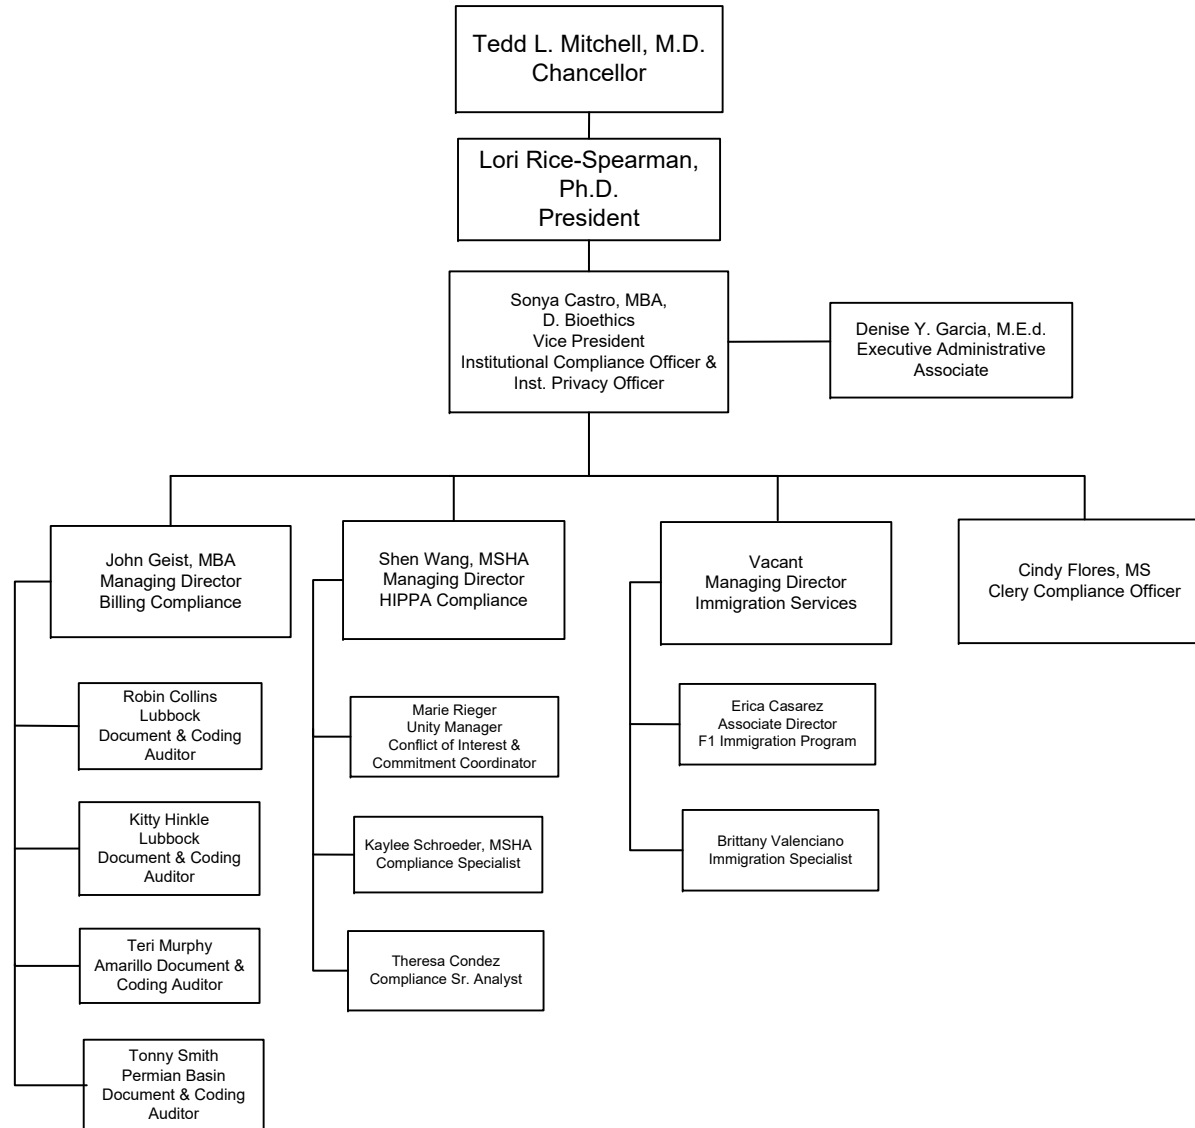 Tedd L. Mitchell, M.D.
Chancellor
Lori Rice-Spearman,
Ph.D.
President
Sonya Castro, MBA,
D. Bioethics
Vice President
Institutional Compliance Officer &
Inst. Privacy Officer
Denise Y. Garcia, M.E.d.
Executive Administrative
Associate
John Geist, MBA
Managing Director
Billing Compliance
Shen Wang, MSHA
Managing Director
HIPPA Compliance
Vacant
Managing Director
Immigration Services
Cindy Flores, MS
Clery Compliance Officer
Robin Collins
Lubbock
Document & Coding
Auditor
Kitty Hinkle
Lubbock
Document & Coding
Auditor
Teri Murphy
Amarillo Document &
Coding Auditor
Tonny Smith
Permian Basin
Document & Coding
Auditor
Marie Rieger
Unity Manager
Conflict of Interest &
Commitment Coordinator
Kaylee Schroeder, MSHA
Compliance Specialist
Theresa Condez
Compliance Sr. Analyst
Erica Casarez
Associate Director
F1 Immigration Program
Brittany Valenciano
Immigration Specialist